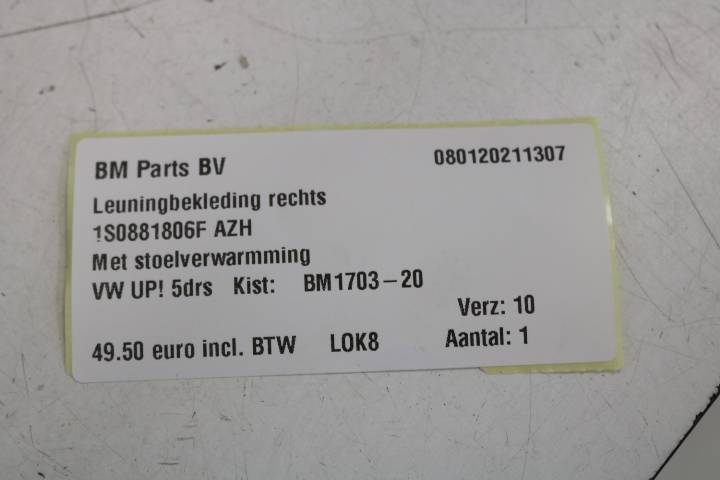 BM Parts BV 080120211307
Leuningbekleding rechts
1S0881806F AZH
Met stoelverwarmming
VW UP! 5drs Kist: BM1703-20
Verz: 10
49.50 euro incl. BTW LOK8 Aantal: 1